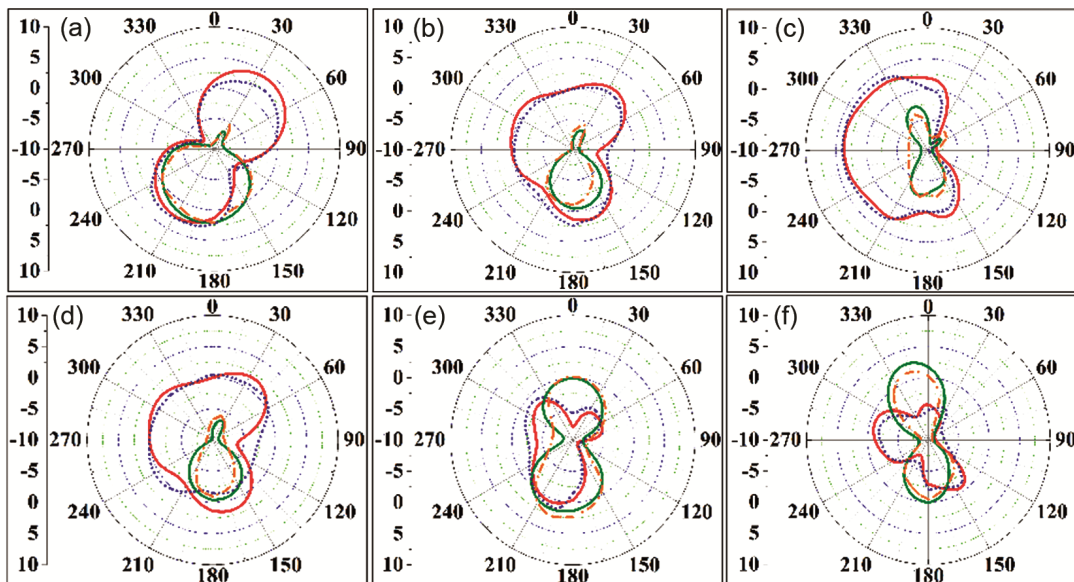 (a) 10 5 0 -5 -10 -5 0 5 10 0 30 60 90 120 150 180 210 240 270 300 330
(b) 10 5 0 -5 -10 -5 0 5 10 0 30 60 90 120 150 180 210 240 270 300 330
(c) 10 5 0 -5 -10 -5 0 5 10 0 30 60 90 120 150 180 210 240 270 300 330
(d) 10 5 0 -5 -10 -5 0 5 10 0 30 60 90 120 150 180 210 240 270 300 330
(e) 10 5 0 -5 -10 -5 0 5 10 0 30 60 90 120 150 180 210 240 270 300 330
(f) 10 5 0 -5 -10 -5 0 5 10 0 30 60 90 120 150 180 210 240 270 300 330